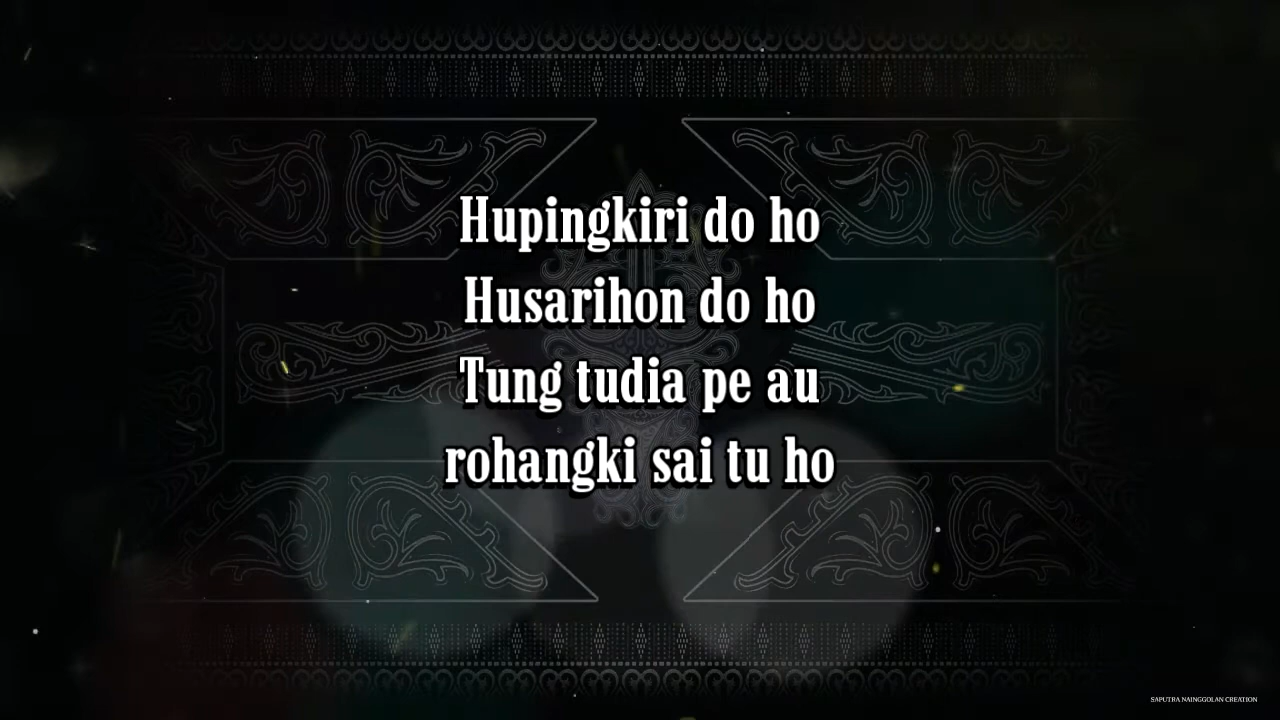 Hupingkiri do ho
Husarihon do ho
Tung tudia pe au
rohangki sai tu ho
SAPUTRA NAINGGOLAN CREATION